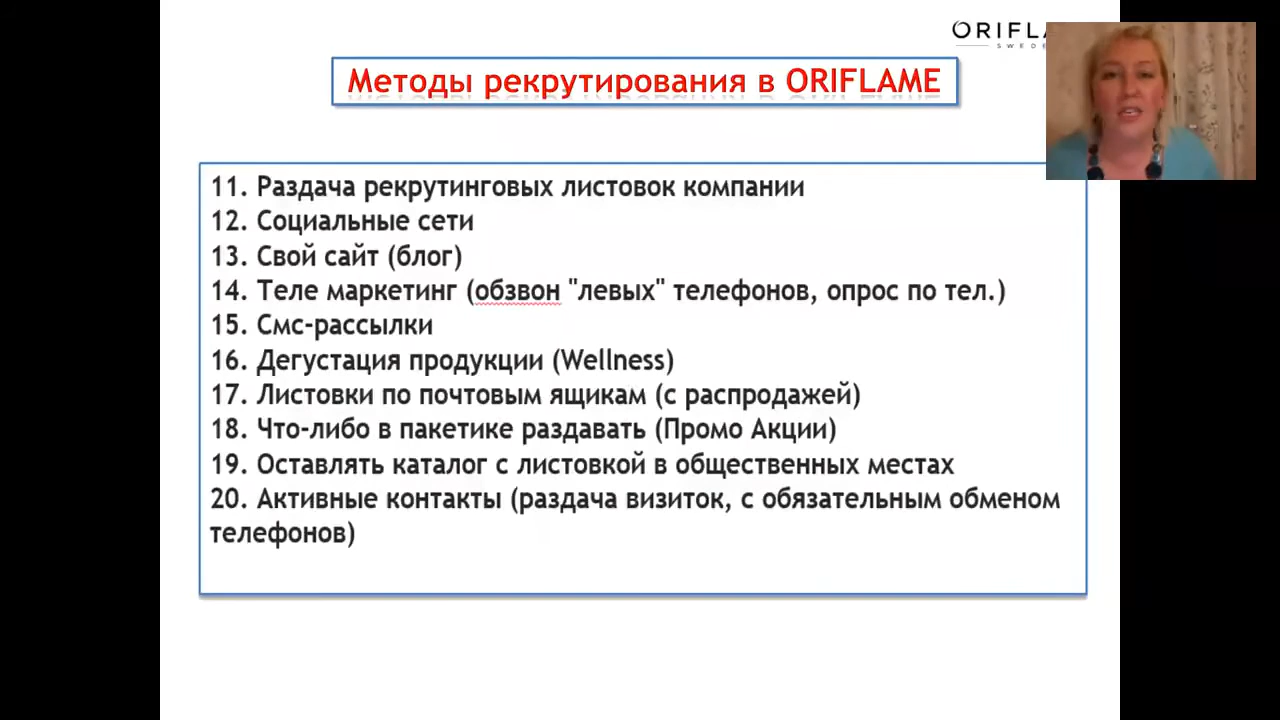 ORIFLA
SWEDE
Методы рекрутирования в ORIFLAME
11. Раздача рекрутинговых листовок компании
12. Социальные сети
13. Свой сайт (блог)
14. Теле маркетинг (обзвон "левых" телефонов, опрос по тел.)
15. Смс-рассылки
16. Дегустация продукции (Wellness)
17. Листовки по почтовым ящикам (с распродажей)
18. Что-либо в пакетике раздавать (Промо Акции)
19. Оставлять каталог с листовкой в общественных местах
20. Активные контакты (раздача визиток, с обязательным обменом
телефонов)